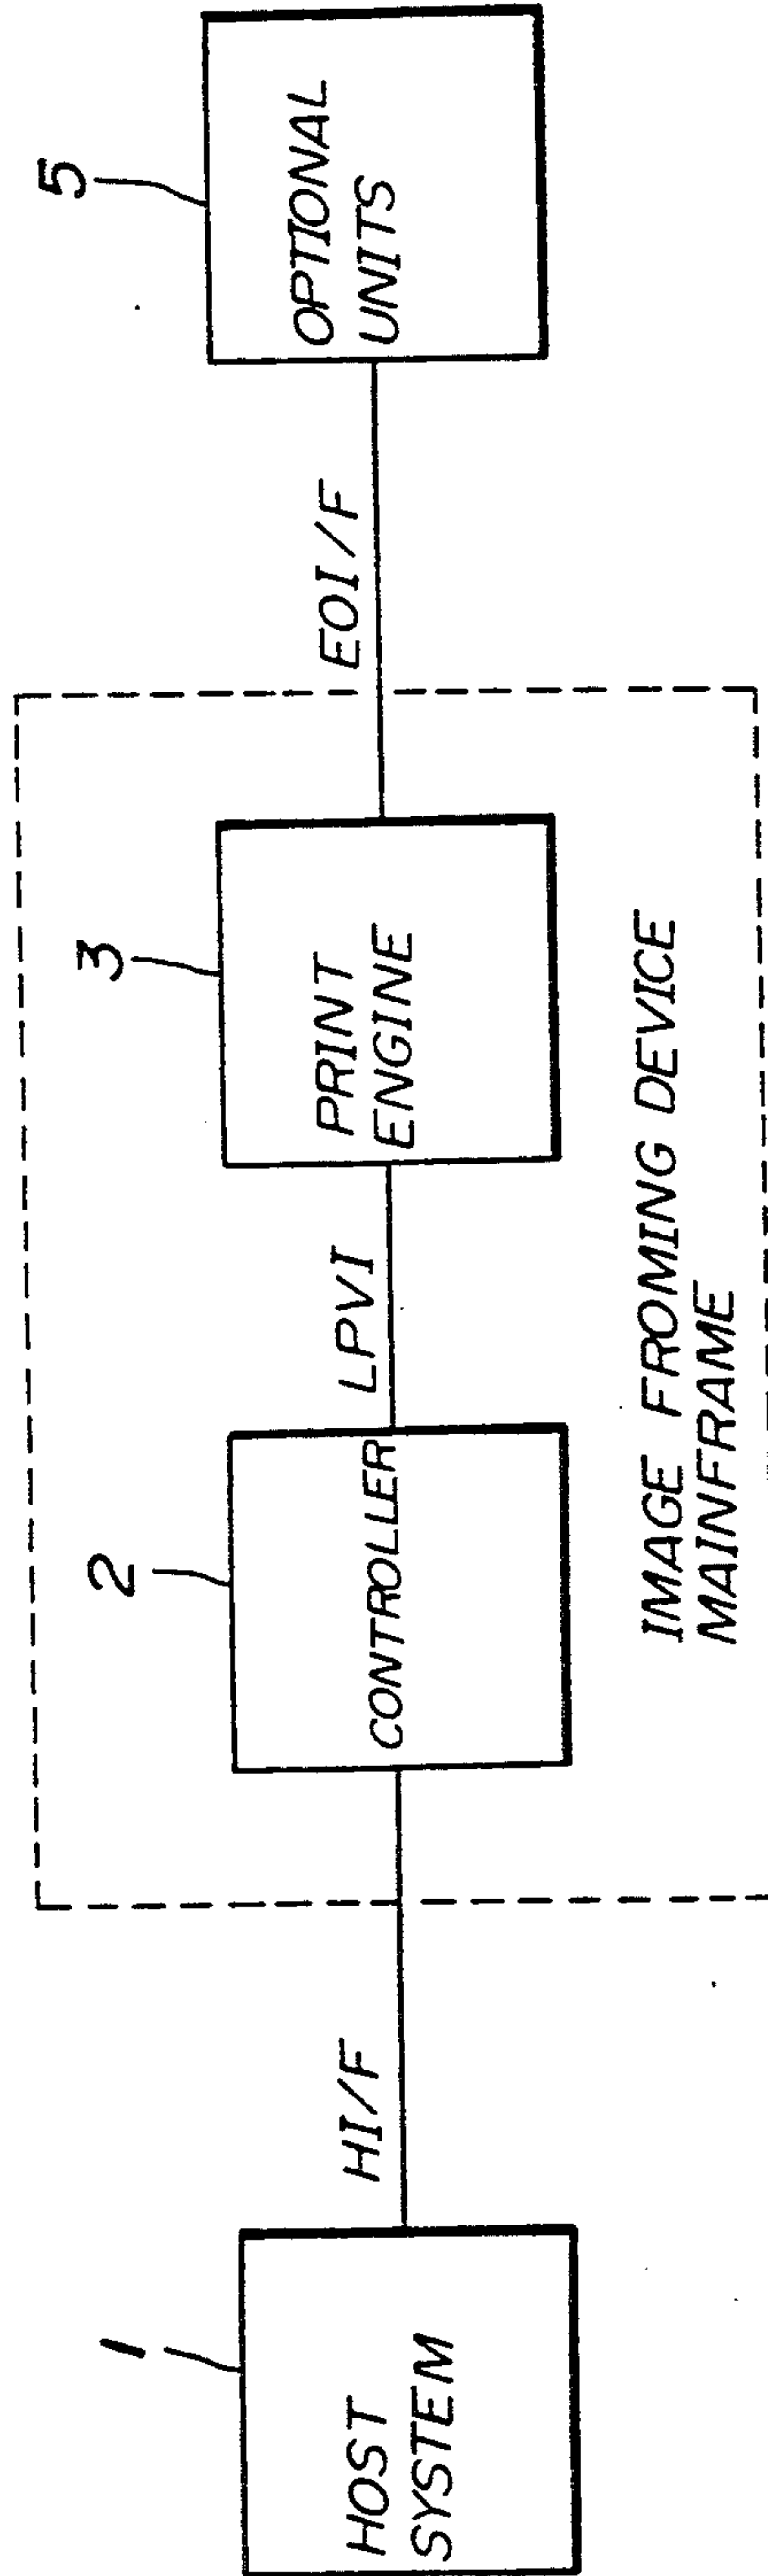 1
HOST
SYSTEM
HI/F
2
CONTROLLER
LPVI
3
PRINT
ENGINE
IMAGE FROMING DEVICE
MAINFRAME
EOI/F
5
OPTIONAL
UNITS